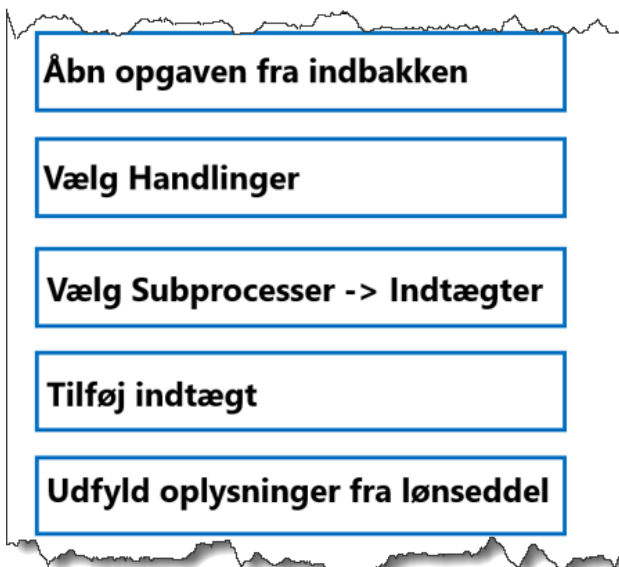 Åbn opgaven fra indbakken
Vælg Handlinger
Vælg Subprocesser -> Indtægter
Tilføj indtægt
Udfyld oplysninger fra lønseddel